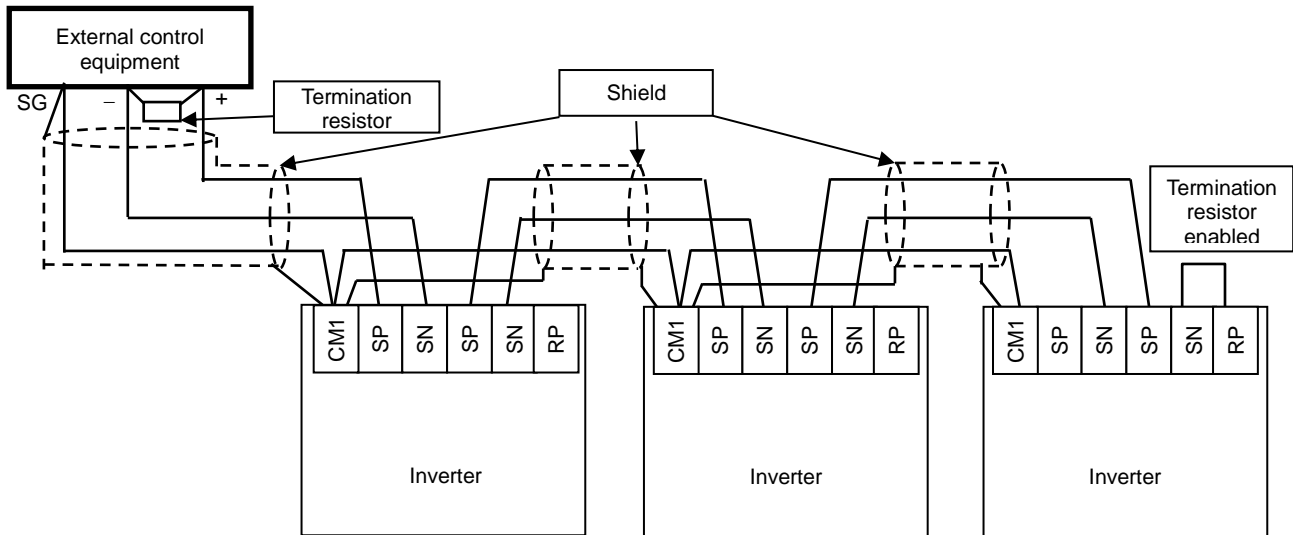 External control
equipment
SG
–
+
Termination
resistor
Shield
Termination
resistor
enabled
CM1
SP
SN
SP
SN
RP
CM1
SP
SN
SP
SN
RP
CM1
SP
SN
SP
SN
RP
Inverter
Inverter
Inverter